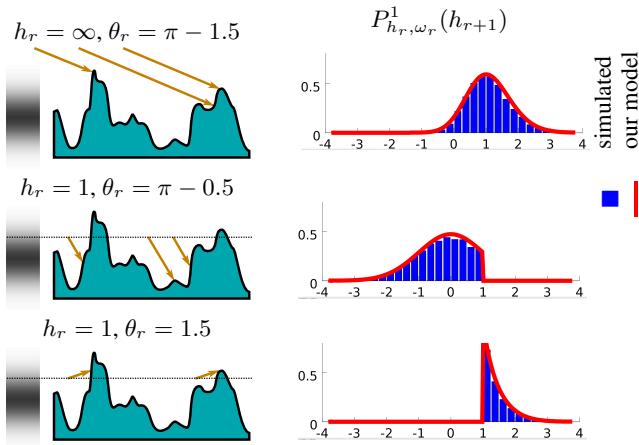 h_r = ∞, θ_r = π − 1.5
P^1_{h_r,ω_r}(h_{r+1})
0.5
0
-4 -3 -2 -1 0 1 2 3 4
simulated
our model
h_r = 1, θ_r = π − 0.5
0.5
0
-4 -3 -2 -1 0 1 2 3 4
h_r = 1, θ_r = 1.5
0.5
0
-4 -3 -2 -1 0 1 2 3 4